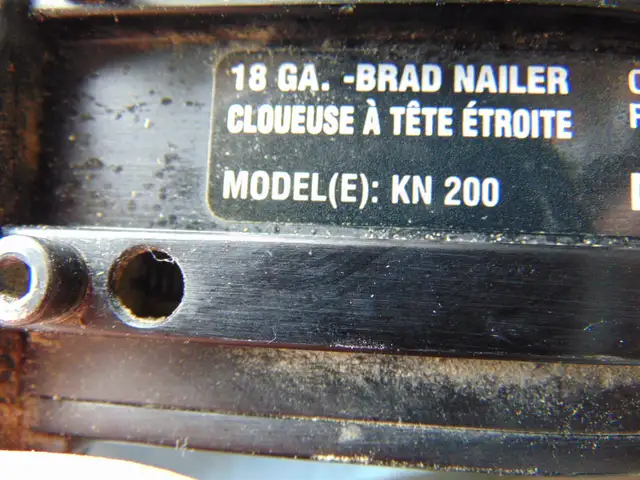 18 GA. -BRAD NAILER
CLOUEUSE À TÊTE ÉTROITE
MODEL(E): KN 200